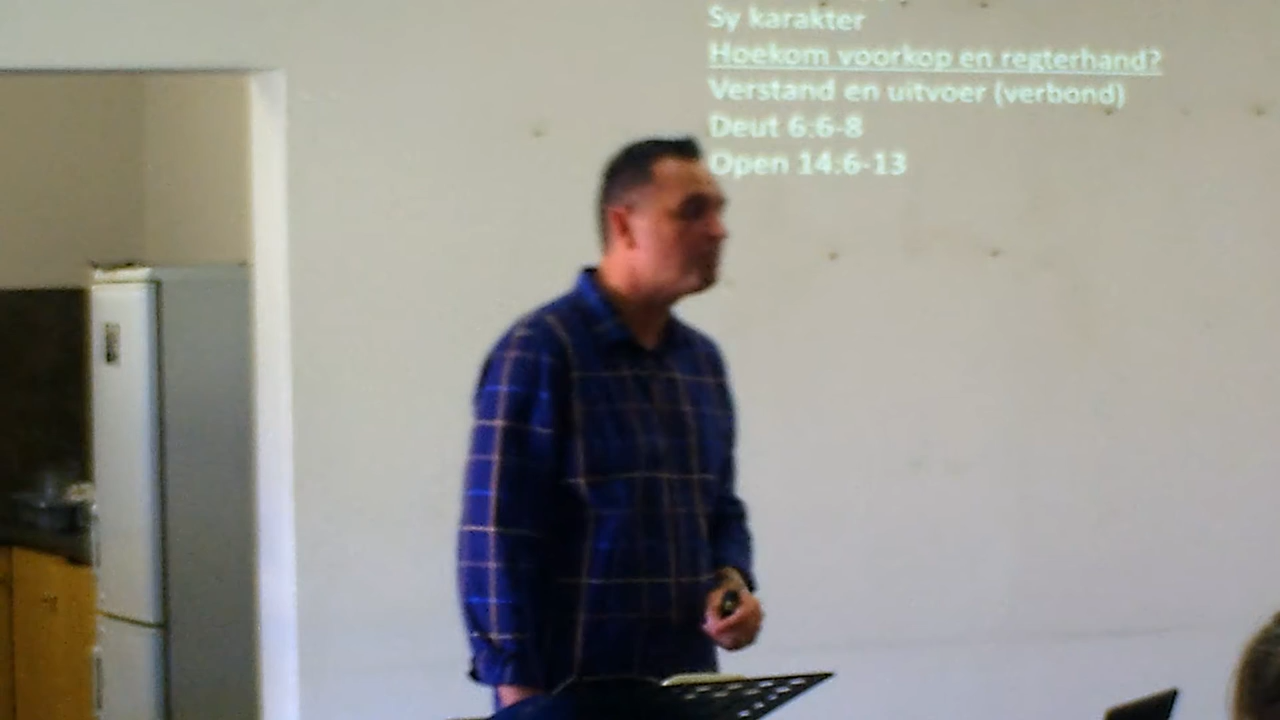 Sy karakter
Hoekom voorkop en regterhand?
Verstand en uitvoer (verbond)
Deut 6:6-8
Open 14:6-13